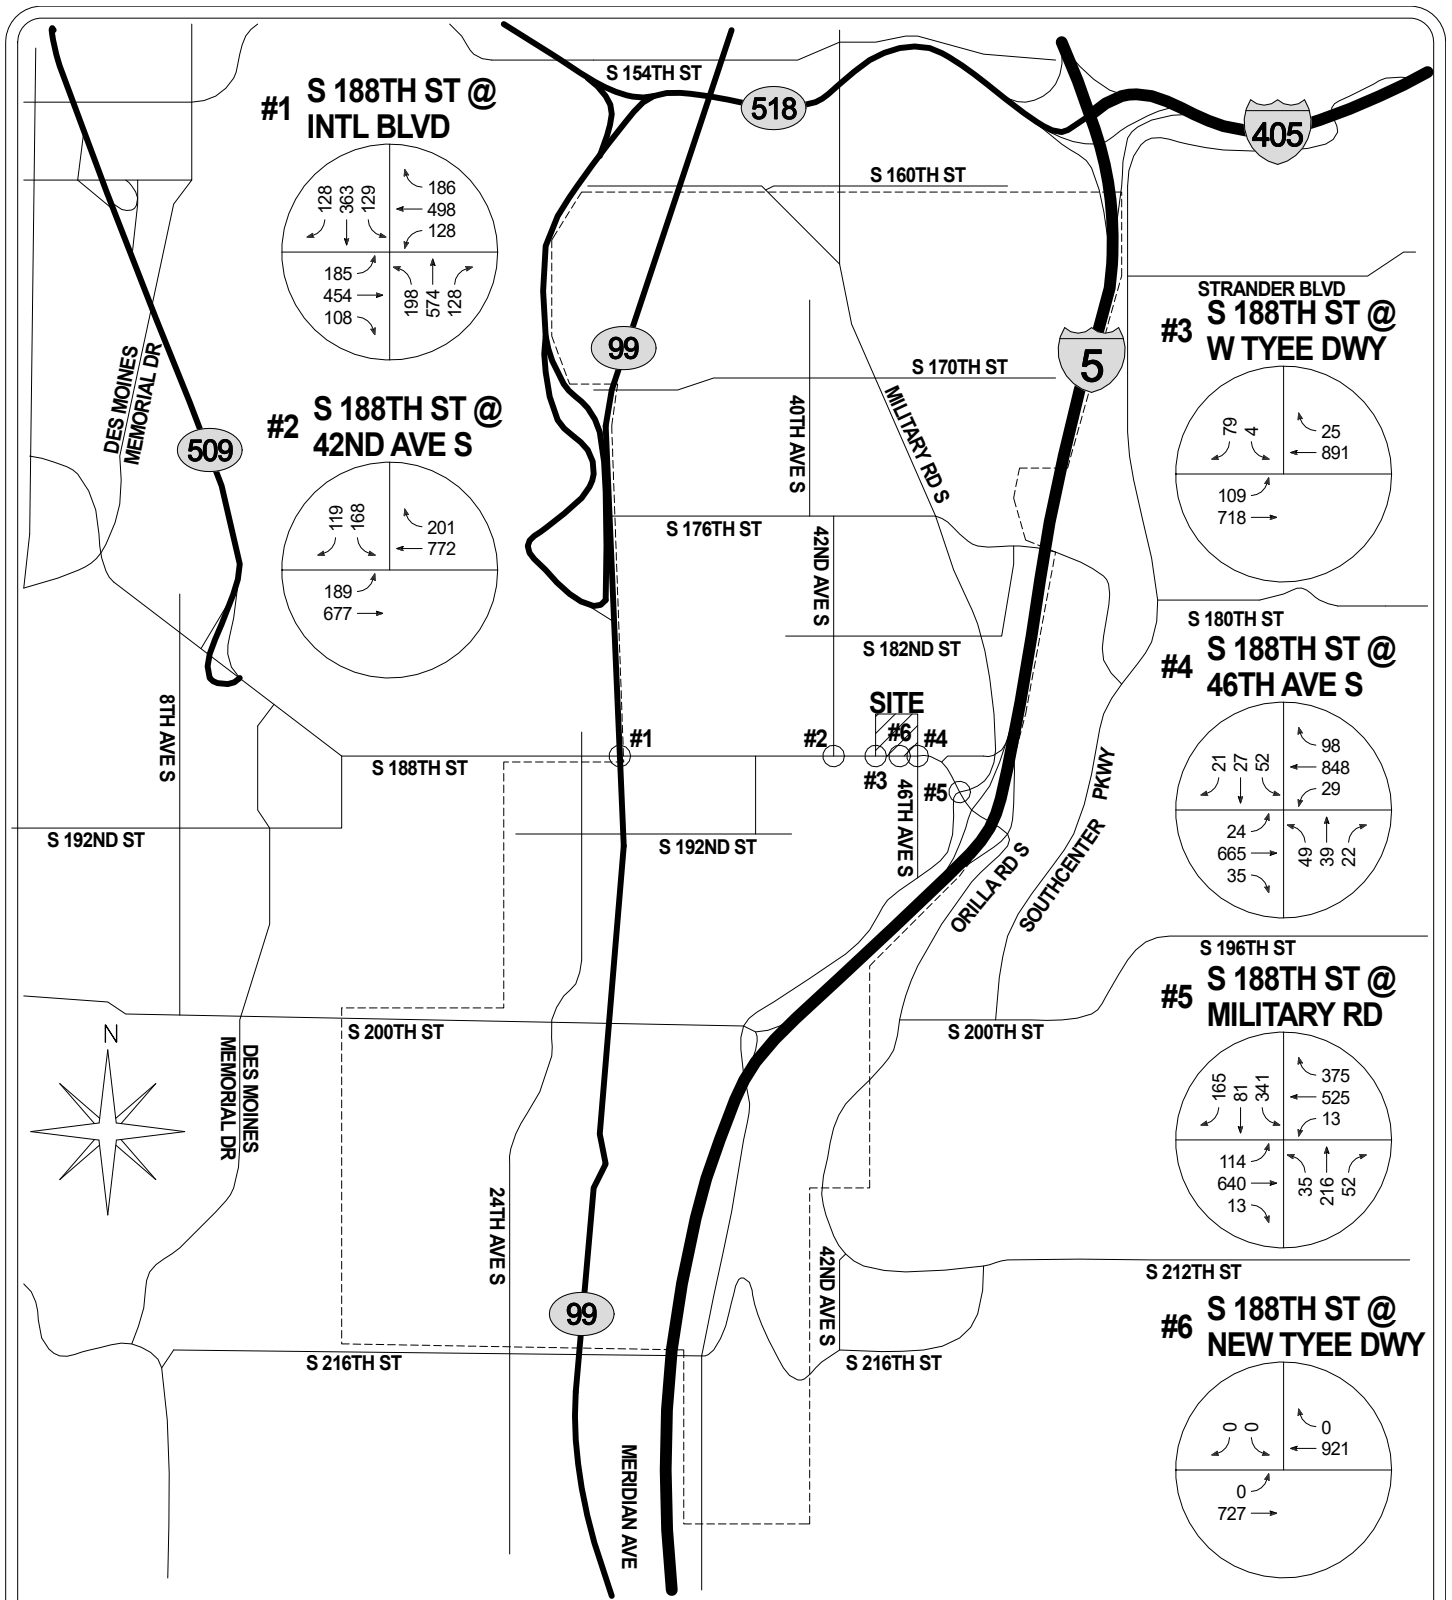 S 154TH ST
518
405
#1
S 188TH ST @
INTL BLVD
128
363
129
186
498
128
185
454
108
198
574
128
S 160TH ST
STRANDER BLVD
#3
S 188TH ST @
W TYEE DWY
79
4
25
891
109
718
DES MOINES
MEMORIAL DR
99
5
S 170TH ST
MILITARY RD S
40TH AVE S
#2
S 188TH ST @
42ND AVE S
119
168
201
772
189
677
509
S 176TH ST
42ND AVE S
S 180TH ST
S 182ND ST
#4
S 188TH ST @
46TH AVE S
21
27
52
98
848
29
24
665
35
49
39
22
SITE
8TH AVE S
#1
#2
#6
#4
#3
#5
S 188TH ST
46TH AVE S
PKWY
SOUTHCENTER
ORILLA RD S
S 192ND ST
S 192ND ST
S 196TH ST
#5
S 188TH ST @
MILITARY RD
165
81
341
375
525
13
114
640
13
35
216
52
N
S 200TH ST
S 200TH ST
DES MOINES
MEMORIAL DR
24TH AVE S
42ND AVE S
S 212TH ST
99
S 216TH ST
S 216TH ST
#6
S 188TH ST @
NEW TYEE DWY
0
0
0
921
0
727
MERIDIAN AVE